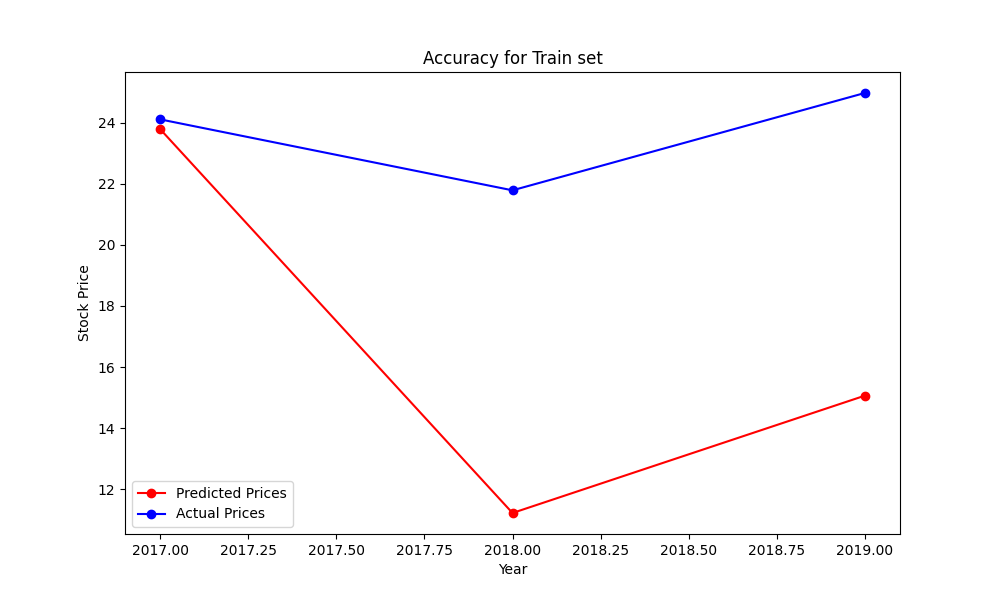 Accuracy for Train set
24
22
20
18
16
14
12
Stock Price
Predicted Prices
Actual Prices
2017.00 2017.25 2017.50 2017.75 2018.00 2018.25 2018.50 2018.75 2019.00
Year